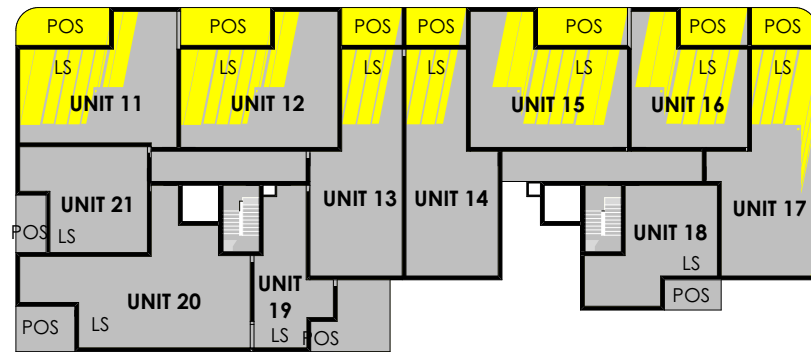 POS POS POS POS POS POS POS
LS LS LS LS LS LS LS
UNIT 11 UNIT 12 UNIT 15 UNIT 16
UNIT 13 UNIT 14 UNIT 17
UNIT 21 UNIT 18
POS LS LS
UNIT
19
UNIT 20
POS
POS LS LS POS